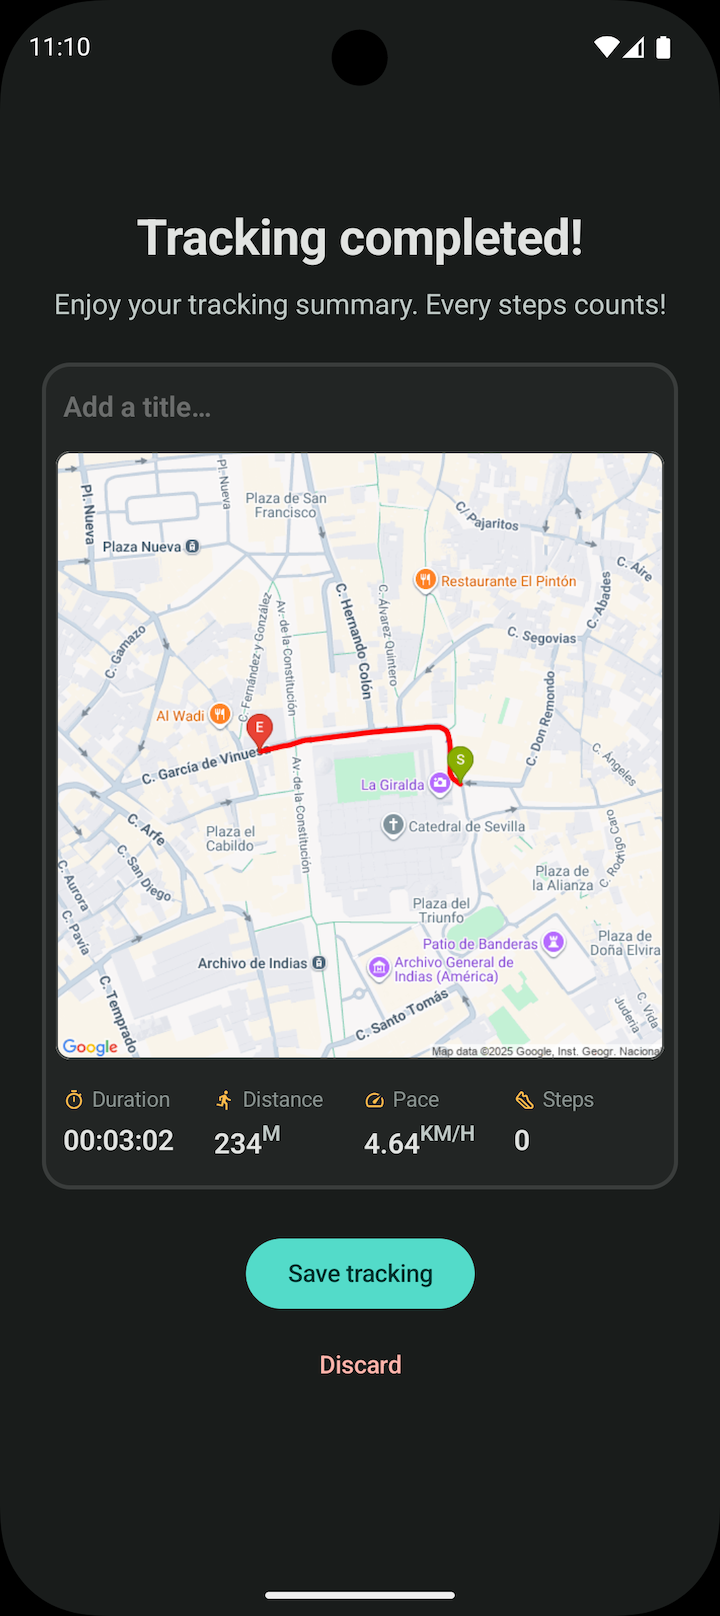 11:10
Tracking completed!
Enjoy your tracking summary. Every steps counts!
Add a title…
Pl. Nueva
Pl. Nueva
Plaza de San
Francisco
C/ Pajaritos
Plaza Nueva
C. Aire
Restaurante El Pintón
C. Abades
C. Hernando Colón
C. Álvarez Quintero
C. Fernández y González
Av. de la Constitución
C. Gamazo
C. Segovias
Al Wadi
E
C. Don Remondo
C. García de Vinuesa
S
C. Ángeles
La Giralda
Av. de la Constitución
C. Arfe
Plaza el
Cabildo
Catedral de Sevilla
C. Rodrigo Caro
C. San Diego
C. Aurora
Plaza de
la Alianza
Plaza del
Triunfo
C. Pavía
Patio de Banderas
Plaza de
Doña Elvira
Archivo de Indias
Archivo General de
Indias (América)
C. Temprado
C. Santo Tomás
Judería
C. Vida
Google
Map data ©2025 Google, Inst. Geogr. Nacional
Duration Distance Pace Steps
00:03:02 234M 4.64KM/H 0
Save tracking
Discard